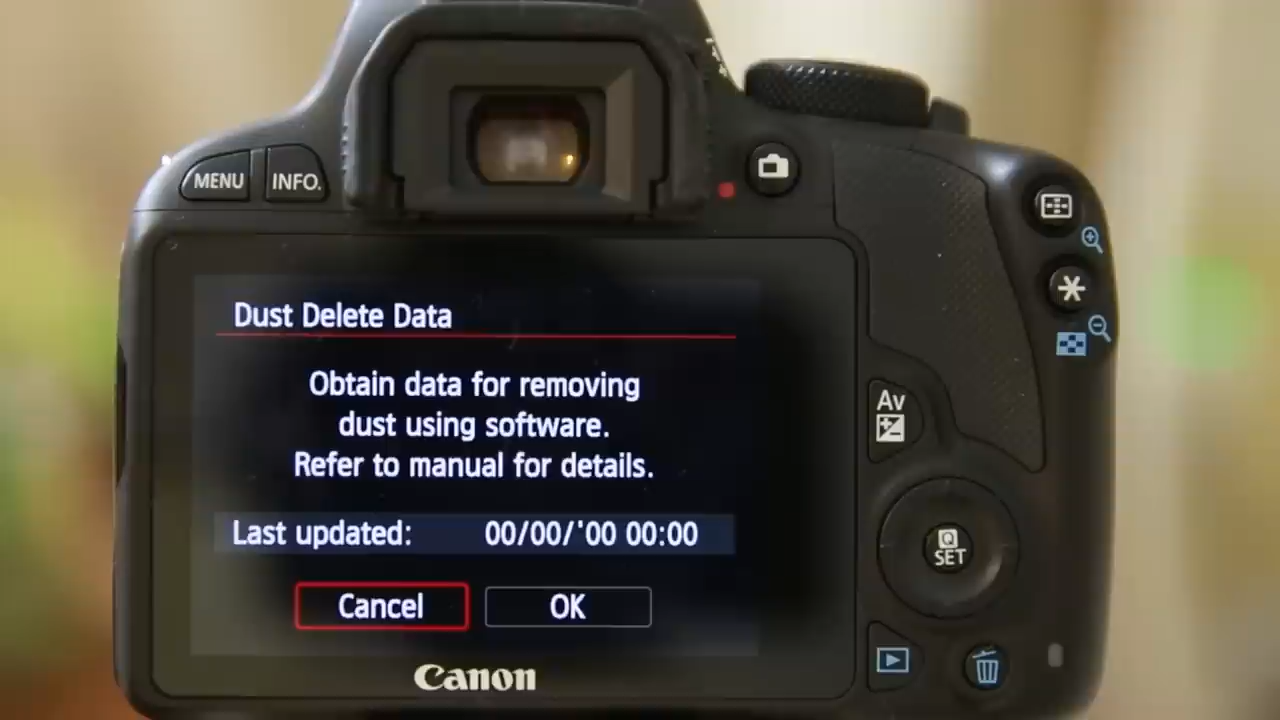 MENU
INFO.
Dust Delete Data
Obtain data for removing
dust using software.
Refer to manual for details.
Last updated: 00/00/'00 00:00
Cancel OK
Av
Q
SET
Canon